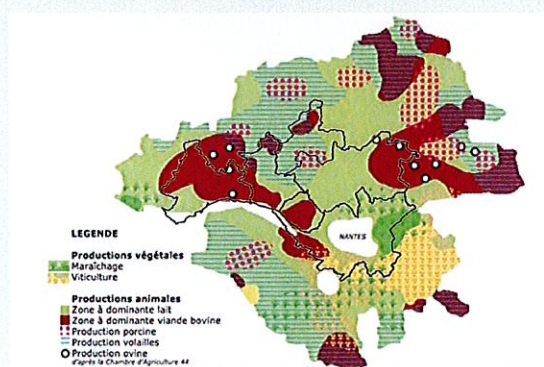 NANTES
LEGENDE
Productions végétales
Maraîchage
Viticulture
Productions animales
Zone à dominante lait
Zone à dominante viande bovine
Production porcine
Production volailles
Production ovine
d'après la Chambre d'Agriculture 44